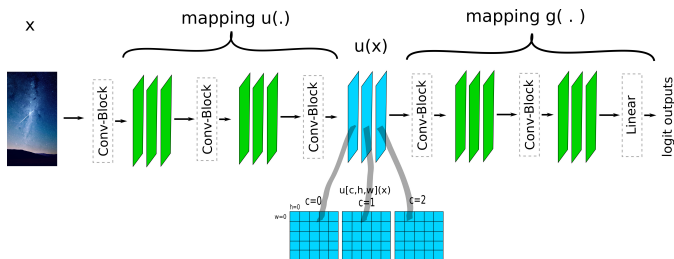 x
mapping u(.)
u(x)
mapping g( . )
Conv-Block
Conv-Block
Conv-Block
Conv-Block
Conv-Block
Linear
logit outputs
u[c,h,w](x)
h=0
c=0
c=1
c=2
w=0